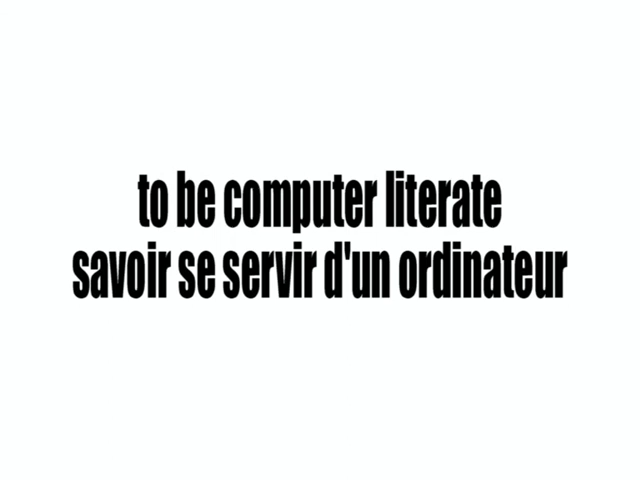 to be computer literate
savoir se servir d'un ordinateur